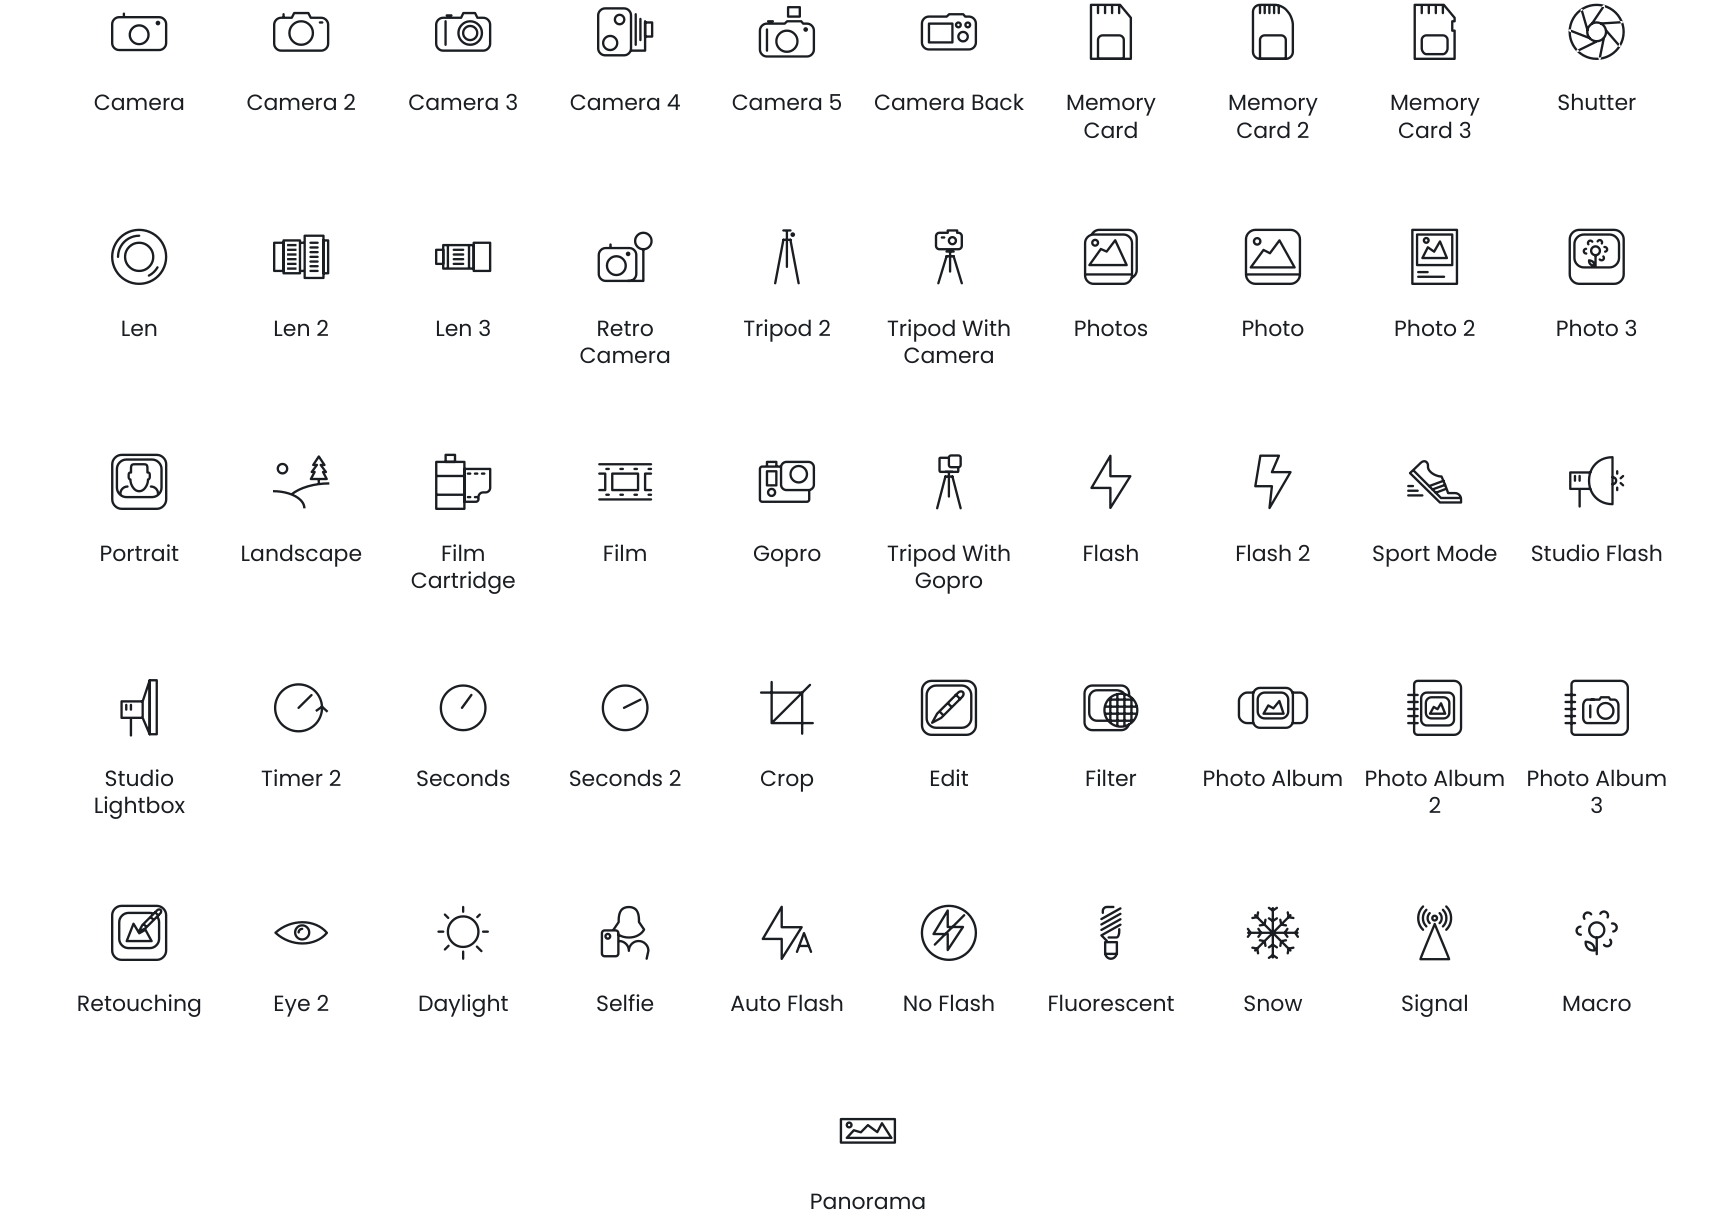 Camera
Camera 2
Camera 3
Camera 4
Camera 5
Camera Back
Memory
Card
Memory
Card 2
Memory
Card 3
Shutter
Len
Len 2
Len 3
Retro
Camera
Tripod 2
Tripod With
Camera
Photos
Photo
Photo 2
Photo 3
Portrait
Landscape
Film
Cartridge
Film
Gopro
Tripod With
Gopro
Flash
Flash 2
Sport Mode
Studio Flash
Studio
Lightbox
Timer 2
Seconds
Seconds 2
Crop
Edit
Filter
Photo Album
Photo Album
2
Photo Album
3
Retouching
Eye 2
Daylight
Selfie
A
Auto Flash
No Flash
Fluorescent
Snow
Signal
Macro
Panorama